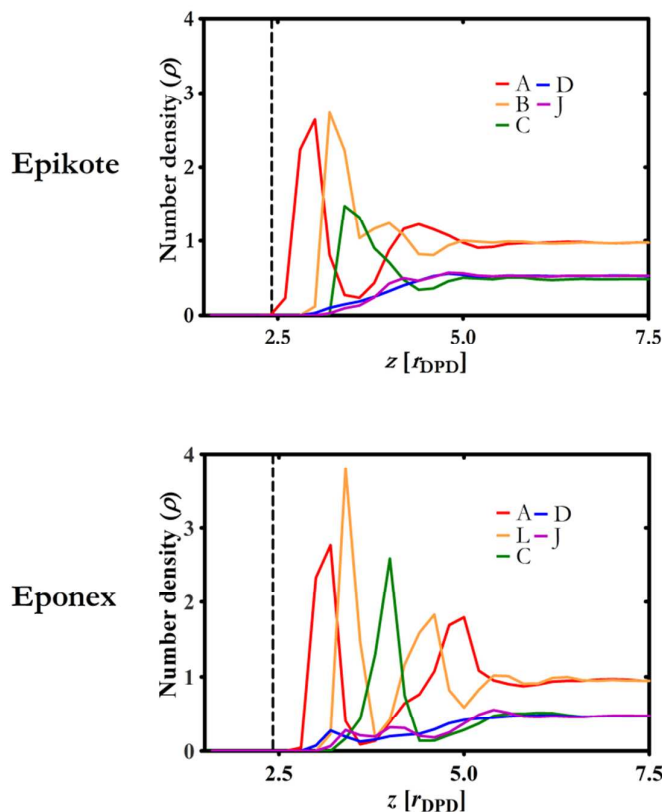 4
3
2
1
0
Number density (ρ)
A D
B J
C
Epikote
2.5 5.0 7.5
z [rDPD]
4
3
2
1
0
Number density (ρ)
A D
L J
C
Eponex
2.5 5.0 7.5
z [rDPD]